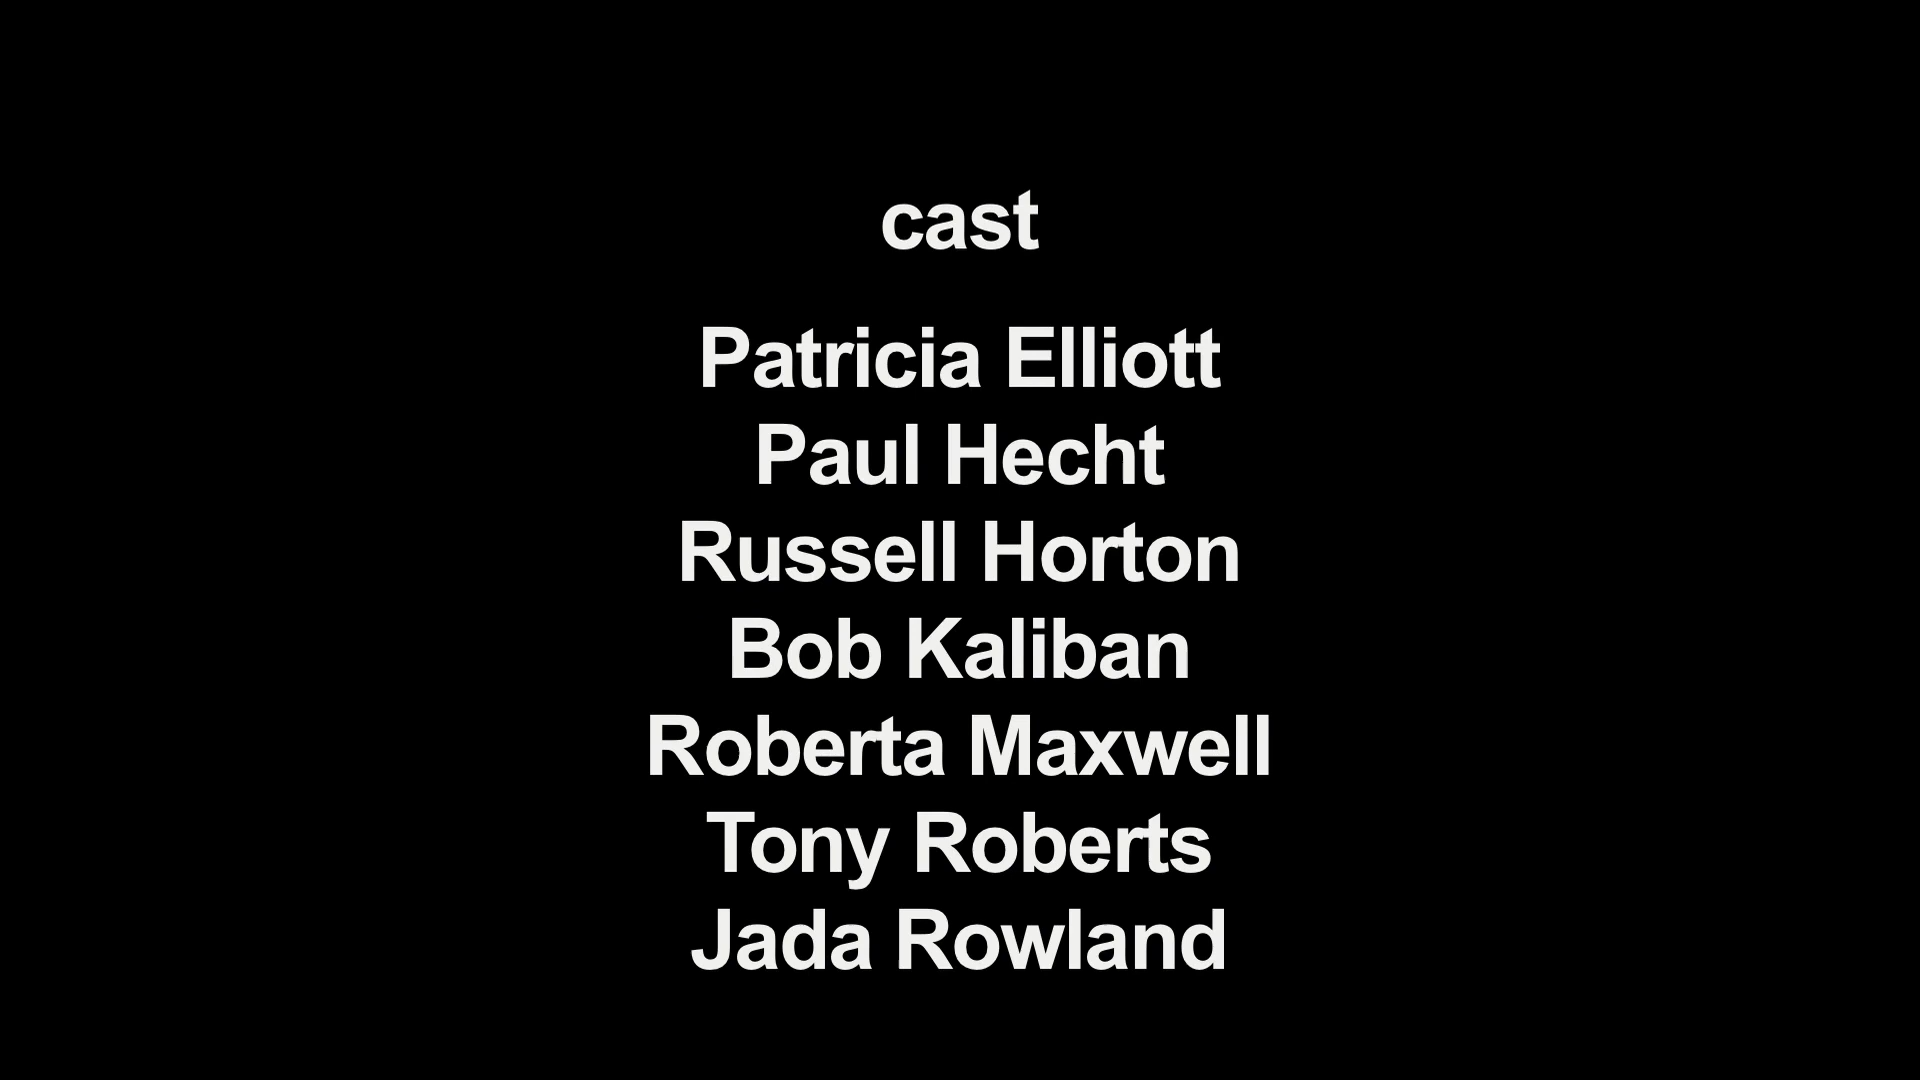 cast
Patricia Elliott
Paul Hecht
Russell Horton
Bob Kaliban
Roberta Maxwell
Tony Roberts
Jada Rowland